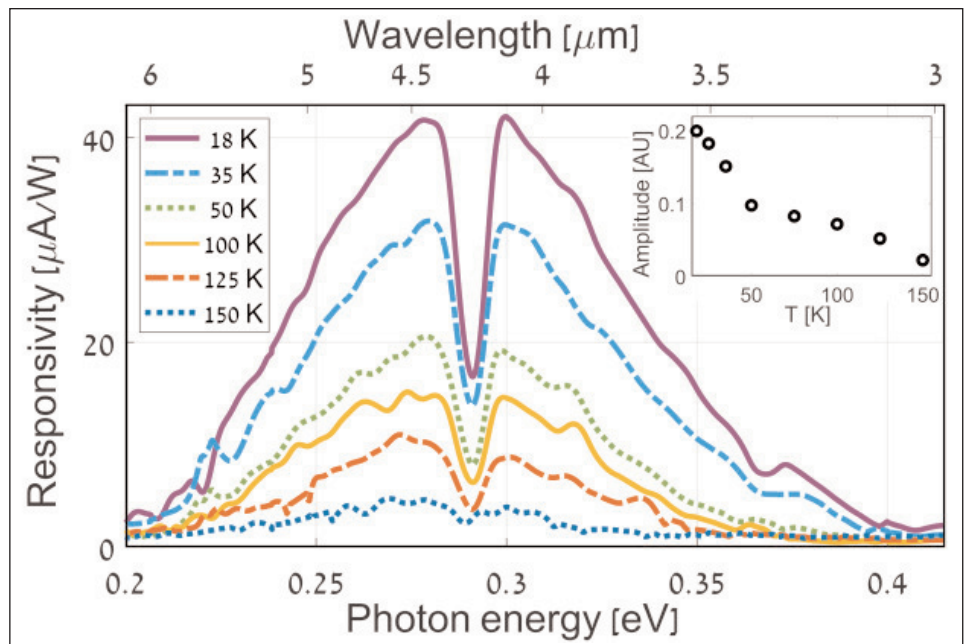 Wavelength [μm]
6 5 4.5 4 3.5 3
40
20
0
Responsivity [μA/W]
18 K
35 K
50 K
100 K
125 K
150 K
0.2
0.1
0
Amplitude [AU]
50 100 150
T [K]
0.2 0.25 0.3 0.35 0.4
Photon energy [eV]